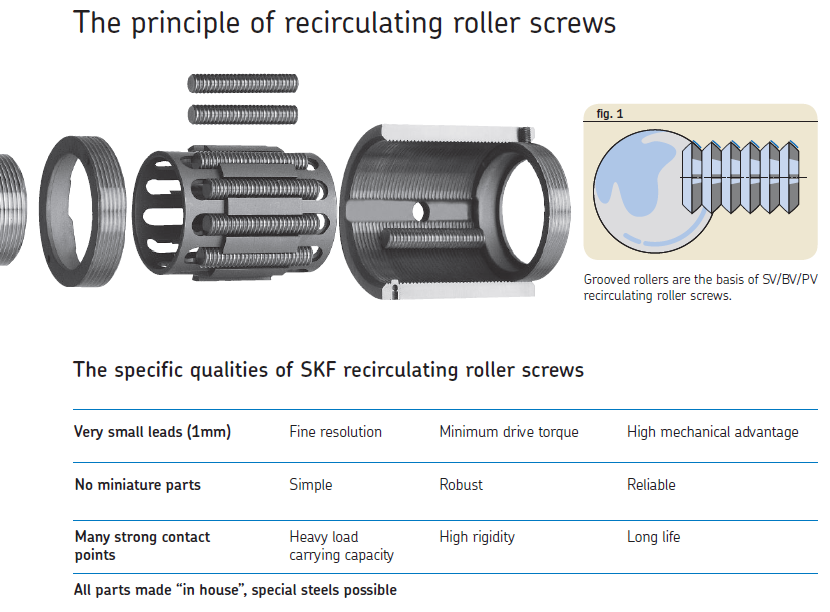 The principle of recirculating roller screws
fig. 1
Grooved rollers are the basis of SV/BV/PV
recirculating roller screws.
The specific qualities of SKF recirculating roller screws
Very small leads (1mm) Fine resolution Minimum drive torque High mechanical advantage
No miniature parts Simple Robust Reliable
Many strong contact points Heavy load carrying capacity High rigidity Long life
All parts made “in house”, special steels possible